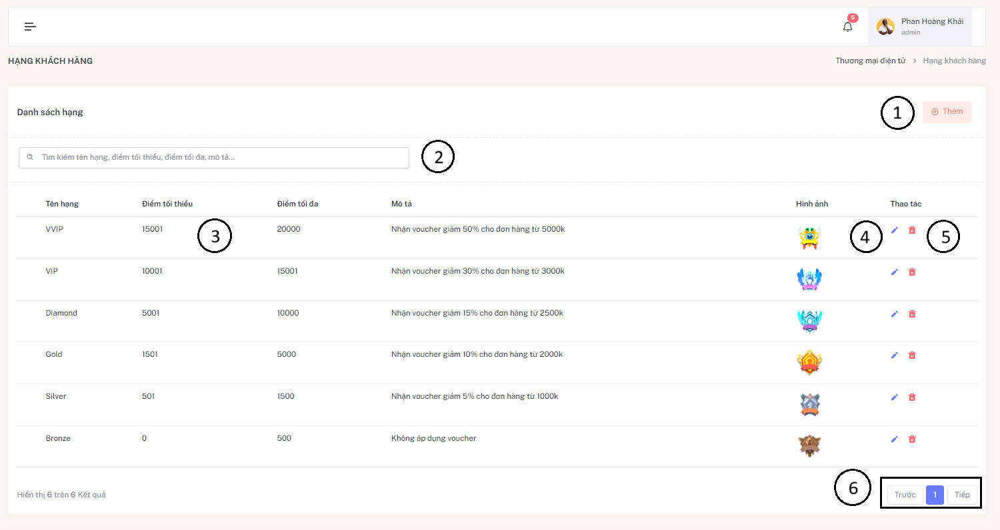 5
Phan Hoàng Khải
admin
HẠNG KHÁCH HÀNG
Thương mại điện tử > Hạng khách hàng
Danh sách hạng
1
Thêm
Tìm kiếm tên hạng, điểm tối thiểu, điểm tối đa, mô tả...
2
Tên hạng Điểm tối thiểu Điểm tối đa Mô tả Hình ảnh Thao tác
VVIP 15001 3 20000 Nhận voucher giảm 50% cho đơn hàng từ 5000k 4 5
VIP 10001 15001 Nhận voucher giảm 30% cho đơn hàng từ 3000k
Diamond 5001 10000 Nhận voucher giảm 15% cho đơn hàng từ 2500k
Gold 1501 5000 Nhận voucher giảm 10% cho đơn hàng từ 2000k
Silver 501 1500 Nhận voucher giảm 5% cho đơn hàng từ 1000k
Bronze 0 500 Không áp dụng voucher
Hiển thị 6 trên 6 Kết quả
6
Trước 1 Tiếp